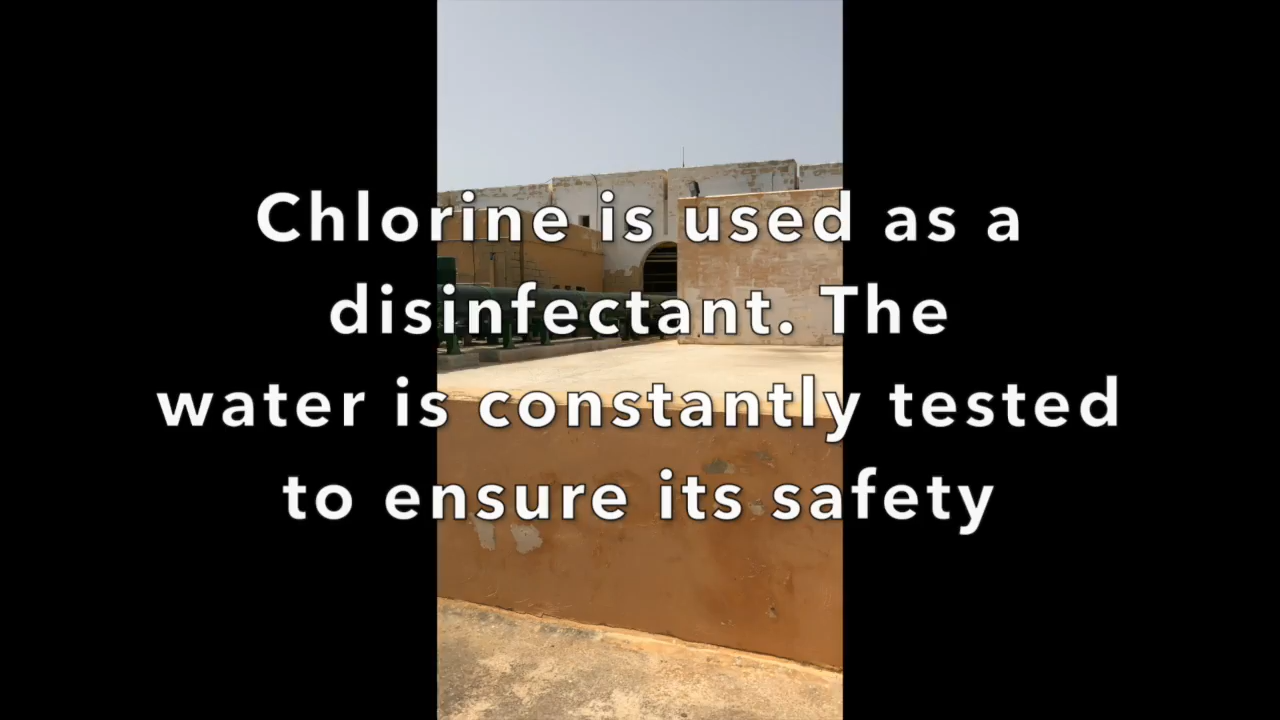 Chlorine is used as a
disinfectant. The
water is constantly tested
to ensure its safety